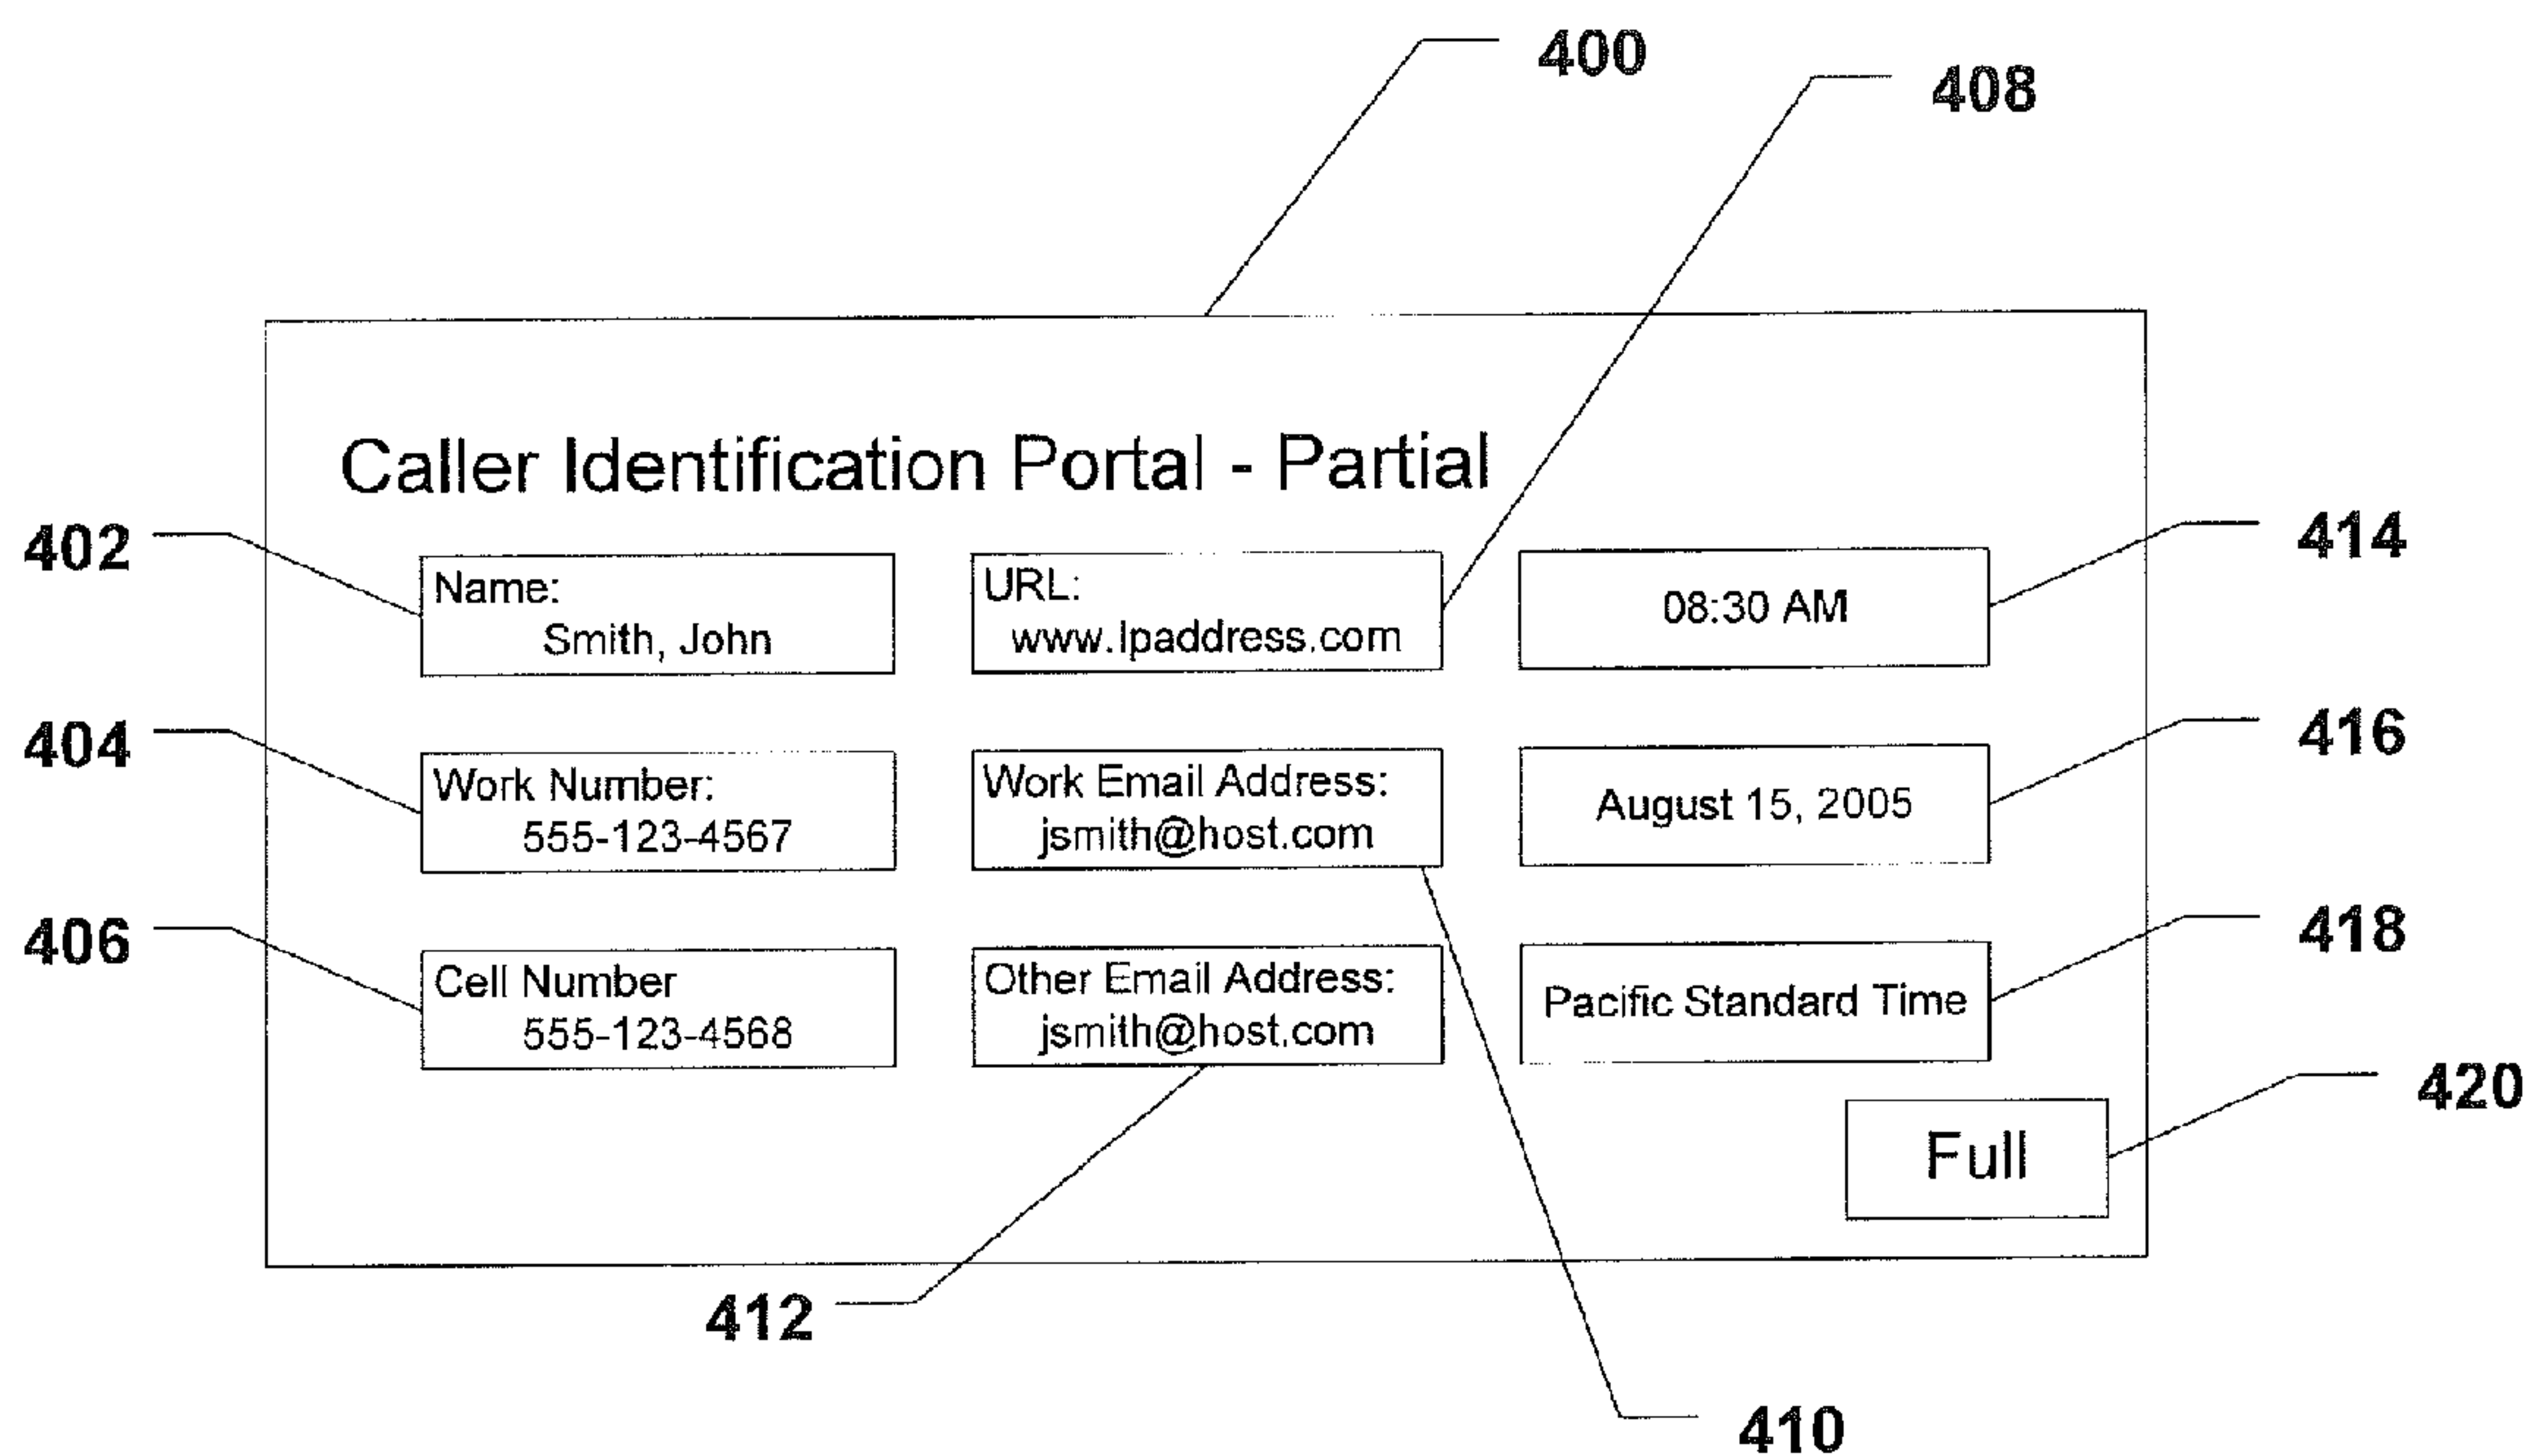 400
408
Caller Identification Portal - Partial
402
Name:
Smith, John
URL:
www.Ipaddress.com
08:30 AM
414
404
Work Number:
555-123-4567
Work Email Address:
jsmith@host.com
August 15, 2005
416
406
Cell Number
555-123-4568
Other Email Address:
jsmith@host.com
Pacific Standard Time
418
Full
420
412
410